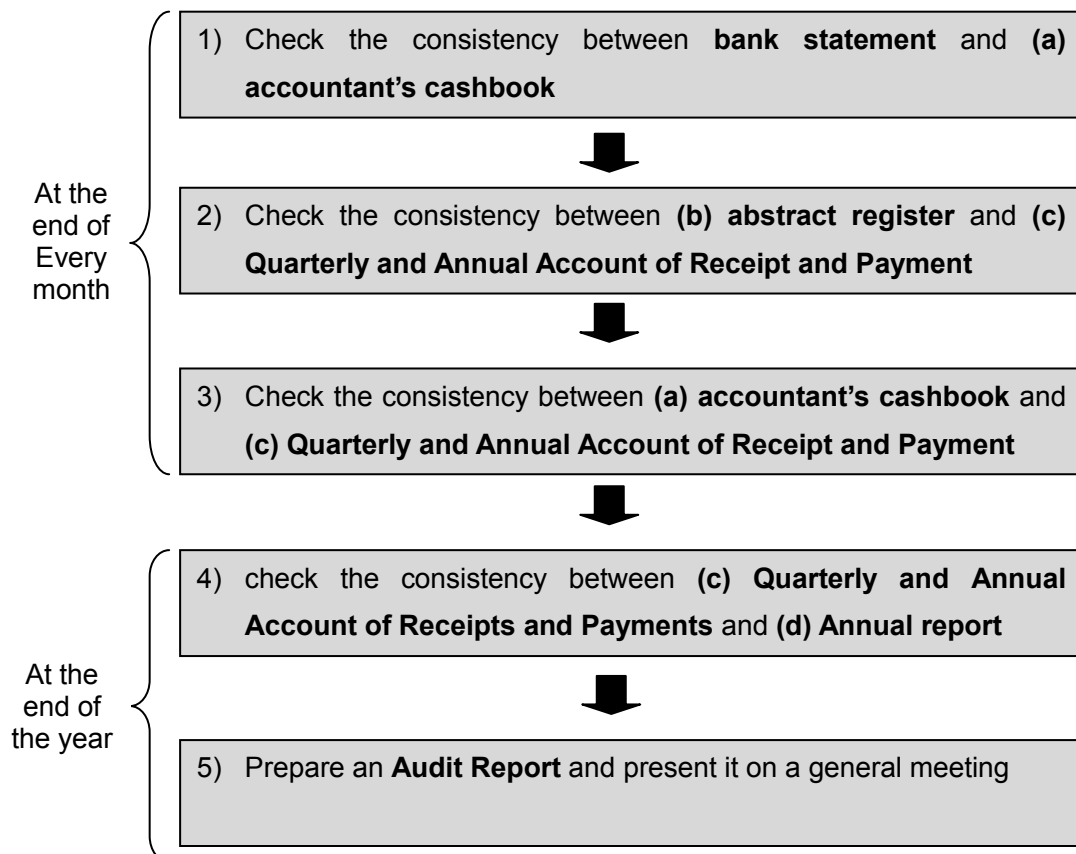 1) Check the consistency between bank statement and (a)
accountant’s cashbook
At the
end of
Every
month
2) Check the consistency between (b) abstract register and (c)
Quarterly and Annual Account of Receipt and Payment
3) Check the consistency between (a) accountant’s cashbook and
(c) Quarterly and Annual Account of Receipt and Payment
4) check the consistency between (c) Quarterly and Annual
Account of Receipts and Payments and (d) Annual report
At the
end of
the year
5) Prepare an Audit Report and present it on a general meeting